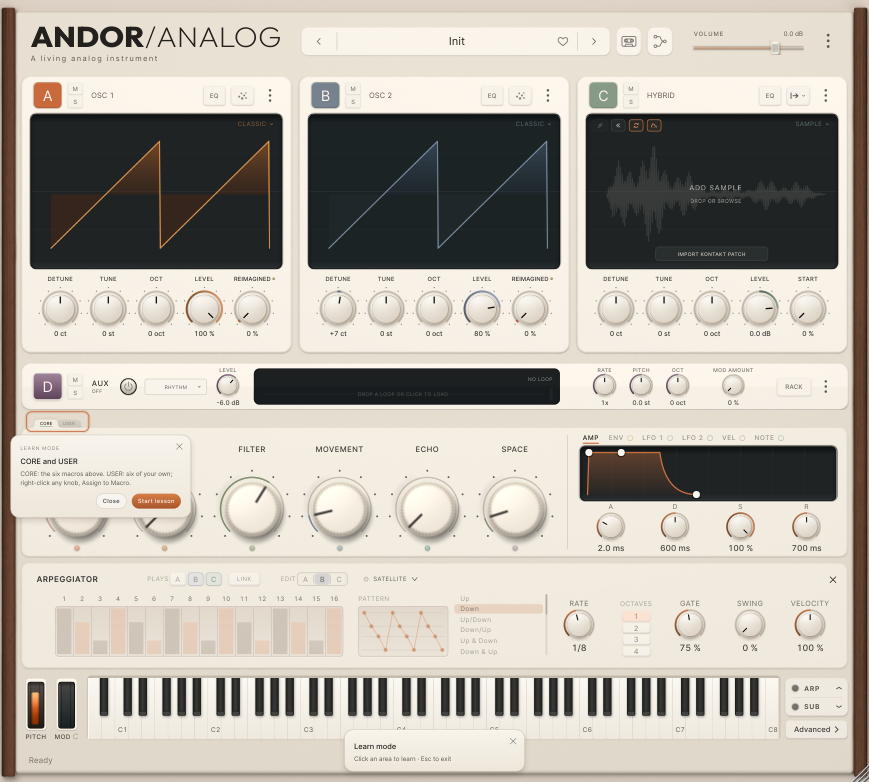 ANDOR/ANALOG
A living analog instrument
Init
VOLUME 0.0 dB
A M S OSC 1 EQ
CLASSIC
DETUNE TUNE OCT LEVEL REIMAGINED
0 ct 0 st 0 oct 100 % 0 %
B M S OSC 2 EQ
CLASSIC
DETUNE TUNE OCT LEVEL REIMAGINED
+7 ct 0 st 0 oct 80 % 0 %
C M S HYBRID EQ
SAMPLE
ADD SAMPLE
DROP OR BROWSE
IMPORT KONTAKT PATCH
DETUNE TUNE OCT LEVEL START
0 ct 0 st 0 oct 0.0 dB 0 %
D M S AUX
OFF
RHYTHM
LEVEL
-6.0 dB
NO LOOP
DROP A LOOP OR CLICK TO LOAD
RATE PITCH OCT MOD AMOUNT
1x 0.0 st 0 oct 0 %
RACK
CORE USER
LEARN MODE
CORE and USER
CORE: the six macros above. USER: six of your own;
right-click any knob, Assign to Macro.
Close Start lesson
FILTER MOVEMENT ECHO SPACE
AMP ENV LFO 1 LFO 2 VEL NOTE
A D S R
2.0 ms 600 ms 100 % 700 ms
ARPEGGIATOR PLAYS A B C LINK EDIT A B C SATELLITE
1 2 3 4 5 6 7 8 9 10 11 12 13 14 15 16
PATTERN
Up
Down
Up/Down
Down/Up
Up & Down
Down & Up
RATE
1/8
OCTAVES
1
2
3
4
GATE SWING VELOCITY
75 % 0 % 100 %
PITCH MOD C
C1 C2 C3 C4 C5 C6 C7 C8
ARP
SUB
Advanced
Learn mode
Click an area to learn · Esc to exit
Ready